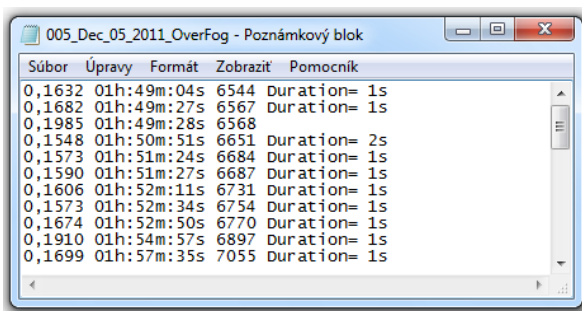 005_Dec_05_2011_OverFog - Poznámkový blok
Súbor Úpravy Formát Zobraziť Pomocník
0,1632 01h:49m:04s 6544 Duration= 1s
0,1682 01h:49m:27s 6567 Duration= 1s
0,1985 01h:49m:28s 6568
0,1548 01h:50m:51s 6651 Duration= 2s
0,1573 01h:51m:24s 6684 Duration= 1s
0,1590 01h:51m:27s 6687 Duration= 1s
0,1606 01h:52m:11s 6731 Duration= 1s
0,1573 01h:52m:34s 6754 Duration= 1s
0,1674 01h:52m:50s 6770 Duration= 1s
0,1910 01h:54m:57s 6897 Duration= 1s
0,1699 01h:57m:35s 7055 Duration= 1s